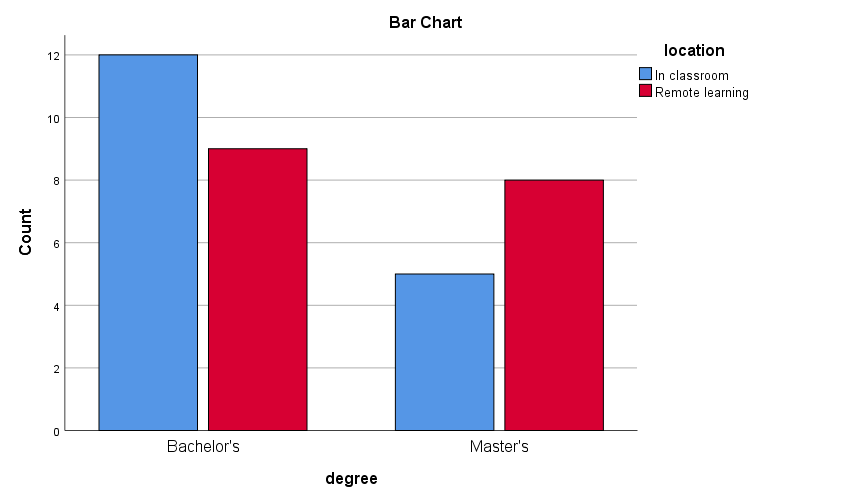 Bar Chart
location
In classroom
Remote learning
Count
12
10
8
6
4
2
0
Bachelor's
Master's
degree